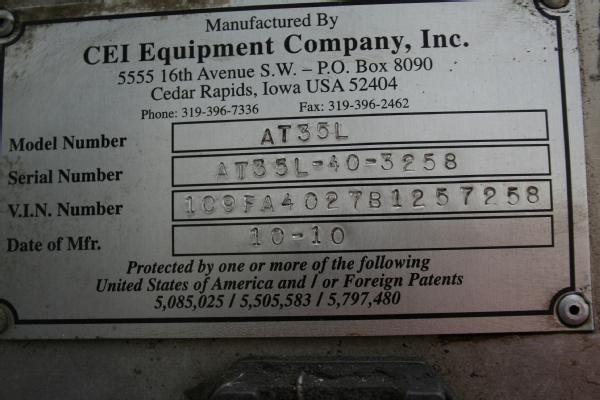 Manufactured By
CEI Equipment Company, Inc.
5555 16th Avenue S.W. – P.O. Box 8090
Cedar Rapids, Iowa USA 52404
Phone: 319-396-7336 Fax: 319-396-2462
Model Number AT35L
Serial Number AT35L-40-3258
V.I.N. Number 1C9FA4027B1257258
Date of Mfr. 10-10
Protected by one or more of the following
United States of America and / or Foreign Patents
5,085,025 / 5,505,583 / 5,797,480